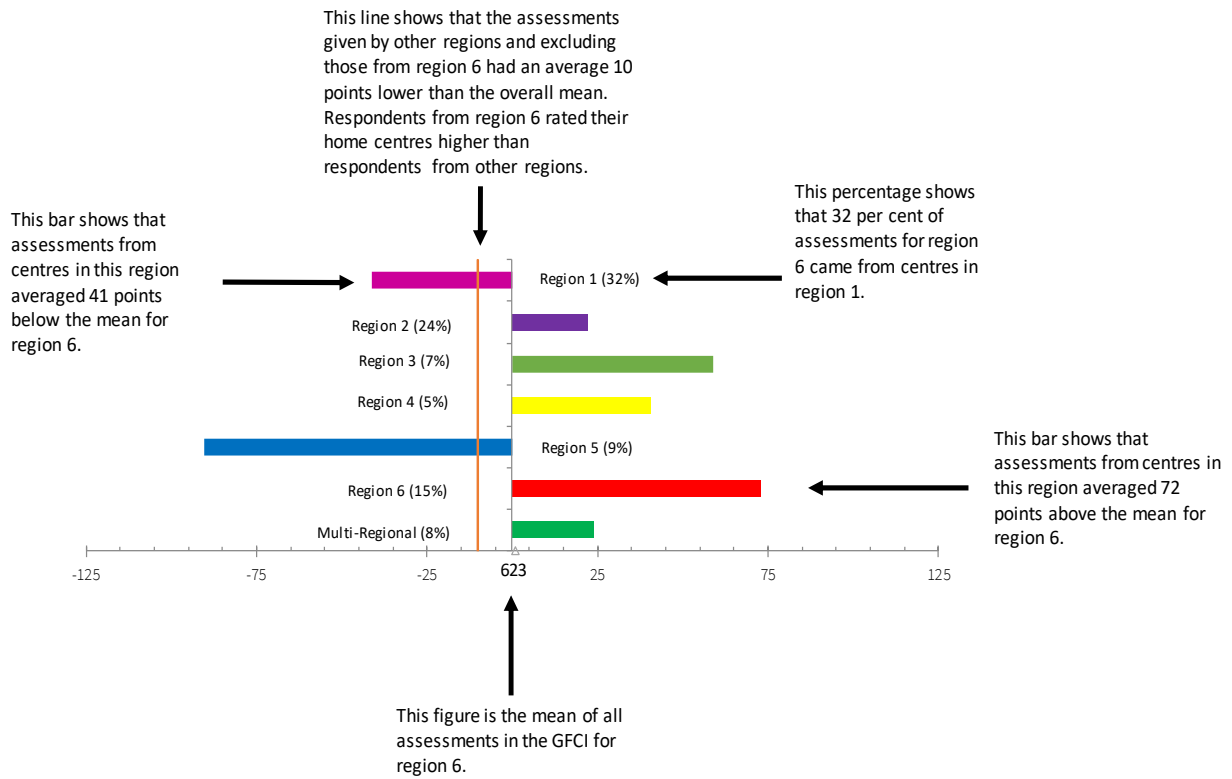 This line shows that the assessments
given by other regions and excluding
those from region 6 had an average 10
points lower than the overall mean.
Respondents from region 6 rated their
home centres higher than
respondents from other regions.
This percentage shows
that 32 per cent of
assessments for region
6 came from centres in
region 1.
This bar shows that
assessments from
centres in this region
averaged 41 points
below the mean for
region 6.
Region 1 (32%)
Region 2 (24%)
Region 3 (7%)
Region 4 (5%)
Region 5 (9%)
Region 6 (15%)
Multi-Regional (8%)
This bar shows that
assessments from centres in
this region averaged 72
points above the mean for
region 6.
-125 -75 -25 623 25 75 125
This figure is the mean of all
assessments in the GFCI for
region 6.